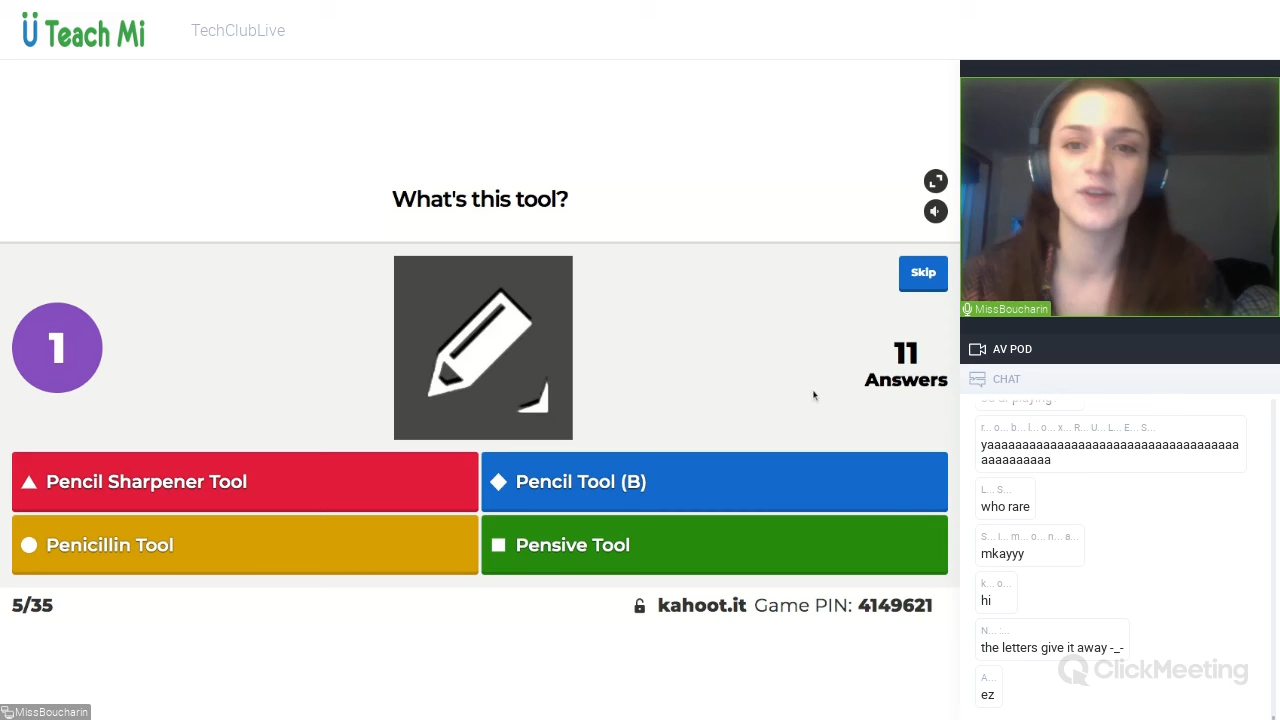 Ü Teach Mi
TechClubLive
What's this tool?
Skip
1
11
Answers
Pencil Sharpener Tool
Pencil Tool (B)
Penicillin Tool
Pensive Tool
5/35
kahoot.it Game PIN: 4149621
MissBoucharin
MissBoucharin
AV POD
CHAT
r... o... b... l... o... x... R... U... L... E... S...
yaaaaaaaaaaaaaaaaaaaaaaaaaaaaaaaaaaaa
aaaaaaaaaa
L... S...
who rare
S... i... m... o... n... a...
mkayyy
k... o...
hi
N... :...
the letters give it away -_-
A...
ez
ClickMeeting